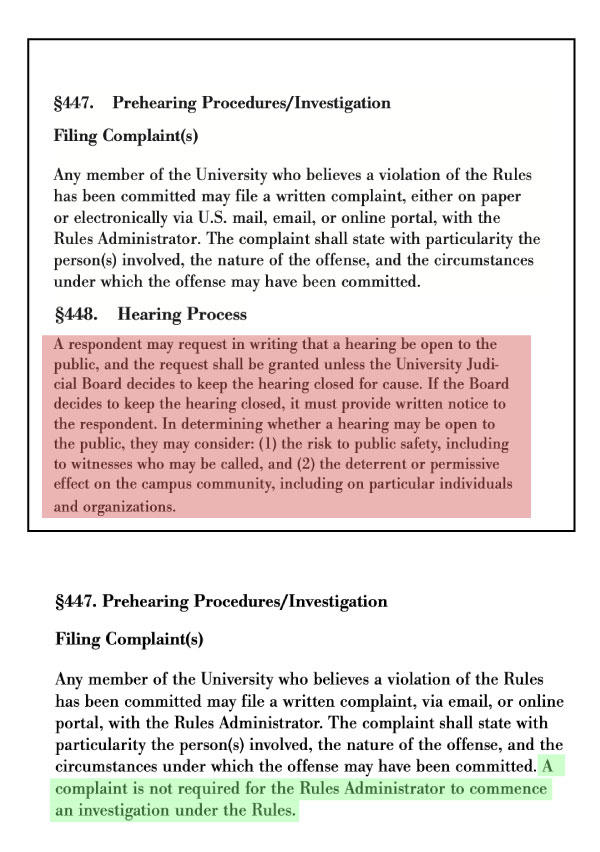 §447. Prehearing Procedures/Investigation
Filing Complaint(s)
Any member of the University who believes a violation of the Rules
has been committed may file a written complaint, either on paper
or electronically via U.S. mail, email, or online portal, with the
Rules Administrator. The complaint shall state with particularity the
person(s) involved, the nature of the offense, and the circumstances
under which the offense may have been committed.
§448. Hearing Process
A respondent may request in writing that a hearing be open to the
public, and the request shall be granted unless the University Judi-
cial Board decides to keep the hearing closed for cause. If the Board
decides to keep the hearing closed, it must provide written notice to
the respondent. In determining whether a hearing may be open to
the public, they may consider: (1) the risk to public safety, including
to witnesses who may be called, and (2) the deterrent or permissive
effect on the campus community, including on particular individuals
and organizations.
§447. Prehearing Procedures/Investigation
Filing Complaint(s)
Any member of the University who believes a violation of the Rules
has been committed may file a written complaint, via email, or online
portal, with the Rules Administrator. The complaint shall state with
particularity the person(s) involved, the nature of the offense, and the
circumstances under which the offense may have been committed. A
complaint is not required for the Rules Administrator to commence
an investigation under the Rules.